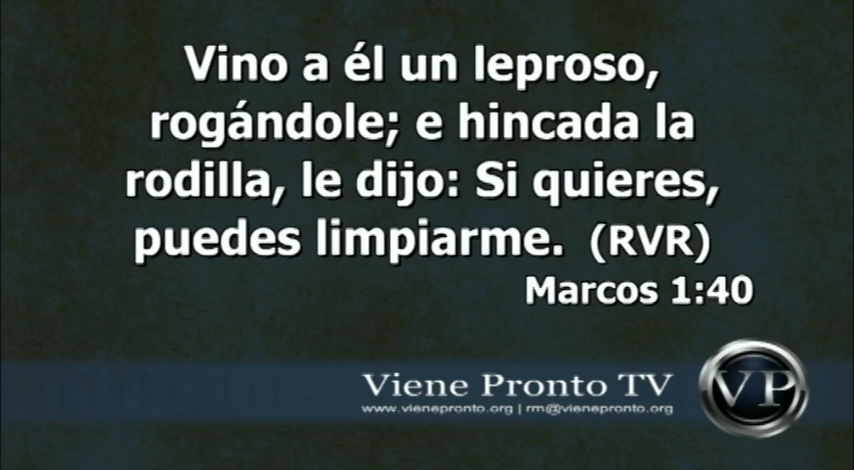 Vino a él un leproso,
rogándole; e hincada la
rodilla, le dijo: Si quieres,
puedes limpiarme. (RVR)
Marcos 1:40
Viene Pronto TV
www.vienepronto.org | rm@vienepronto.org
VP